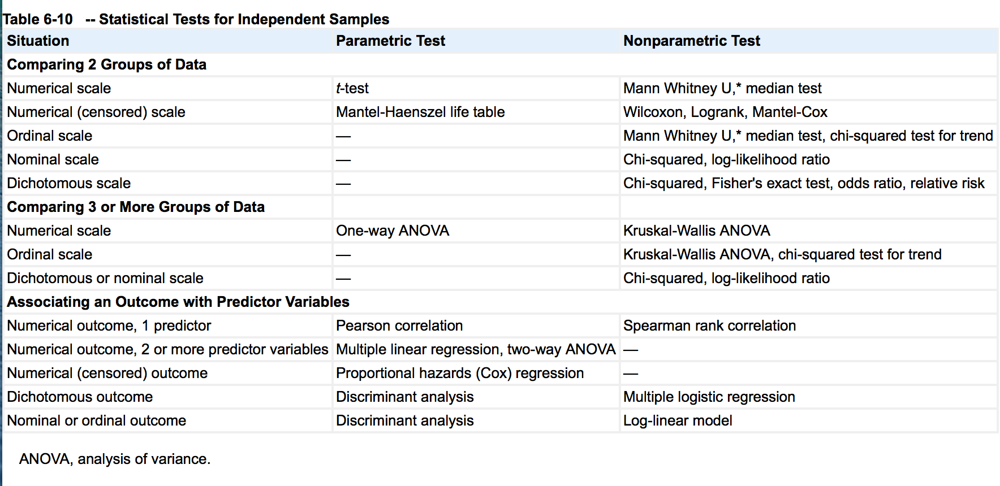 Table 6-10 -- Statistical Tests for Independent Samples
Situation Parametric Test Nonparametric Test
Comparing 2 Groups of Data
Numerical scale t-test Mann Whitney U,* median test
Numerical (censored) scale Mantel-Haenszel life table Wilcoxon, Logrank, Mantel-Cox
Ordinal scale — Mann Whitney U,* median test, chi-squared test for trend
Nominal scale — Chi-squared, log-likelihood ratio
Dichotomous scale — Chi-squared, Fisher's exact test, odds ratio, relative risk
Comparing 3 or More Groups of Data
Numerical scale One-way ANOVA Kruskal-Wallis ANOVA
Ordinal scale — Kruskal-Wallis ANOVA, chi-squared test for trend
Dichotomous or nominal scale — Chi-squared, log-likelihood ratio
Associating an Outcome with Predictor Variables
Numerical outcome, 1 predictor Pearson correlation Spearman rank correlation
Numerical outcome, 2 or more predictor variables Multiple linear regression, two-way ANOVA —
Numerical (censored) outcome Proportional hazards (Cox) regression —
Dichotomous outcome Discriminant analysis Multiple logistic regression
Nominal or ordinal outcome Discriminant analysis Log-linear model
ANOVA, analysis of variance.